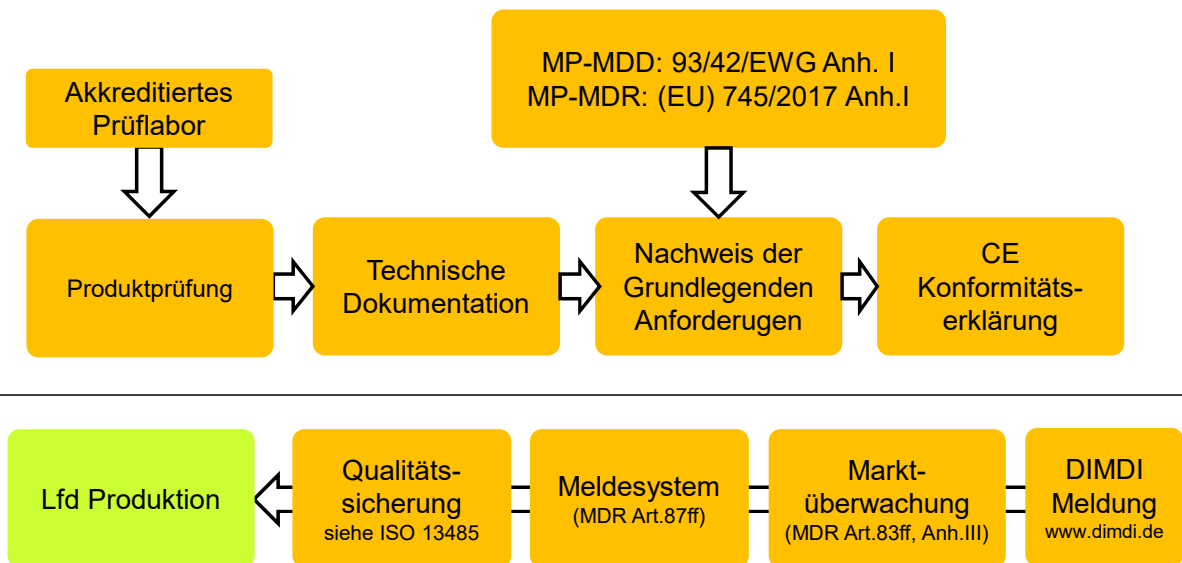 MP-MDD: 93/42/EWG Anh. I
MP-MDR: (EU) 745/2017 Anh.I
Akkreditiertes
Prüflabor
Produktprüfung
Technische
Dokumentation
Nachweis der
Grundlegenden
Anforderugen
CE
Konformitäts-
erklärung
Lfd Produktion
Qualitäts-
sicherung
siehe ISO 13485
Meldesystem
(MDR Art.87ff)
Markt-
überwachung
(MDR Art.83ff, Anh.III)
DIMDI
Meldung
www.dimdi.de